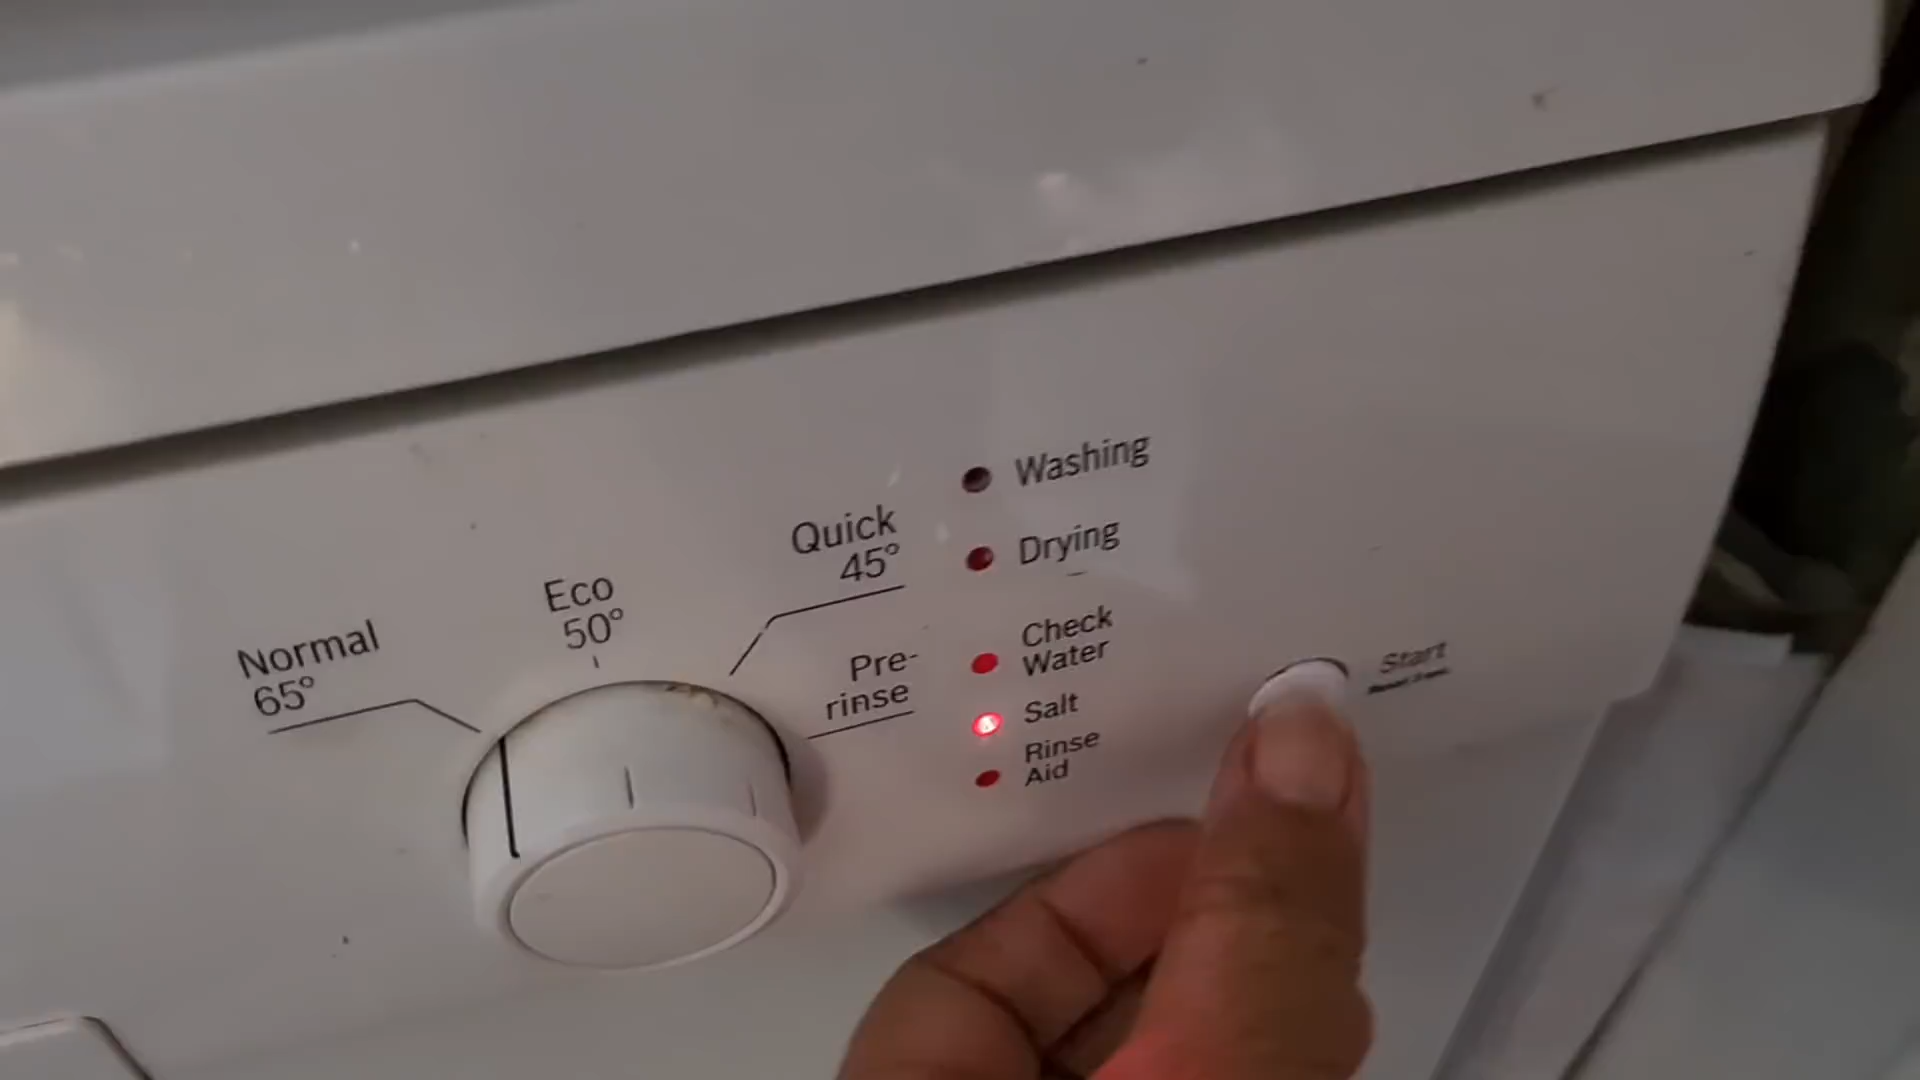 Normal
65°
Eco
50°
Quick
45°
Pre-
rinse
Washing
Drying
Check
Water
Salt
Rinse
Aid
Start